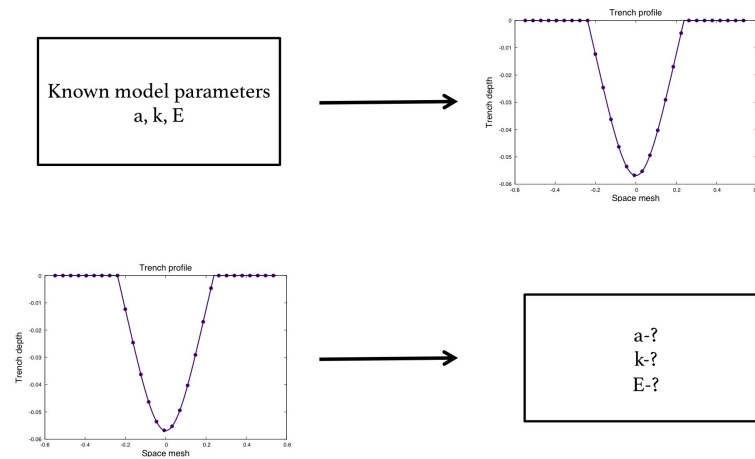 Known model parameters
a, k, E
Trench profile
0
-0.01
-0.02
-0.03
-0.04
-0.05
-0.06
Trench depth
-0.6 -0.4 -0.2 0 0.2 0.4
Space mesh
Trench profile
0
-0.01
-0.02
-0.03
-0.04
-0.05
-0.06
Trench depth
-0.6 -0.4 -0.2 0 0.2 0.4 0.6
Space mesh
a-?
k-?
E-?